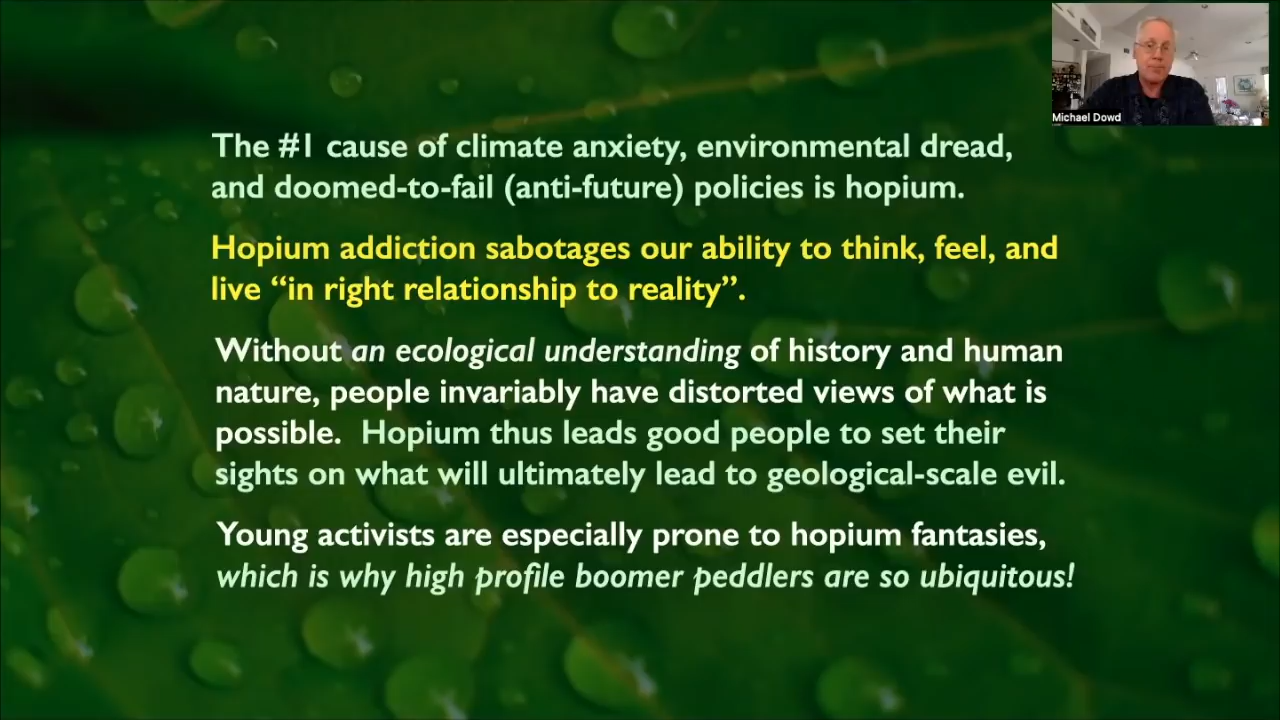 Michael Dowd
The #1 cause of climate anxiety, environmental dread,
and doomed-to-fail (anti-future) policies is hopium.
Hopium addiction sabotages our ability to think, feel, and
live “in right relationship to reality”.
Without an ecological understanding of history and human
nature, people invariably have distorted views of what is
possible.  Hopium thus leads good people to set their
sights on what will ultimately lead to geological-scale evil.
Young activists are especially prone to hopium fantasies,
which is why high profile boomer peddlers are so ubiquitous!